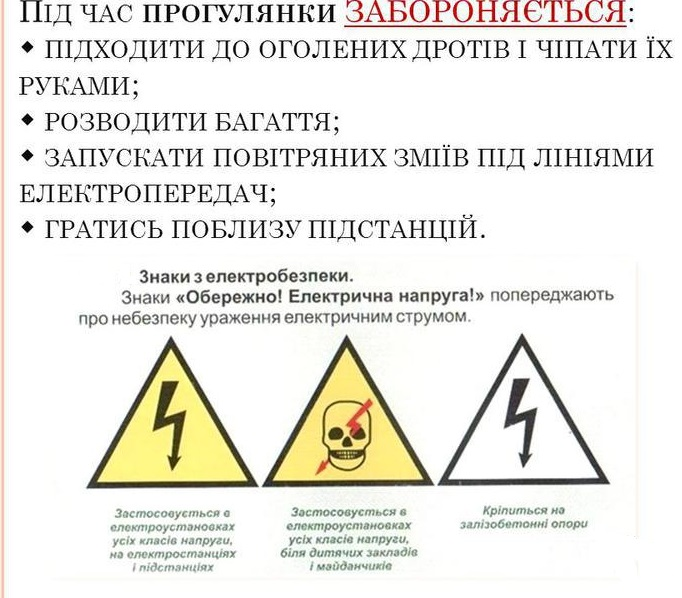 Під час ПРОГУЛЯНКИ ЗАБОРОНЯЄТЬСЯ:
◆ ПІДХОДИТИ ДО ОГОЛЕНИХ ДРОТІВ І ЧІПАТИ ЇХ
РУКАМИ;
◆ РОЗВОДИТИ БАГАТТЯ;
◆ ЗАПУСКАТИ ПОВІТРЯНИХ ЗМІЇВ ПІД ЛІНІЯМИ
ЕЛЕКТРОПЕРЕДАЧ;
◆ ГРАТИСЬ ПОБЛИЗУ ПІДСТАНЦІЙ.
Знаки з електробезпеки.
Знаки «Обережно! Електрична напруга!» попереджають
про небезпеку ураження електричним струмом.
Застосовується в
електроустановках
усіх класів напруги,
на електростанціях
і підстанціях
Застосовується в
електроустановках
усіх класів напруги,
біля дитячих закладів
і майданчиків
Кріпиться на
залізобетонні опори